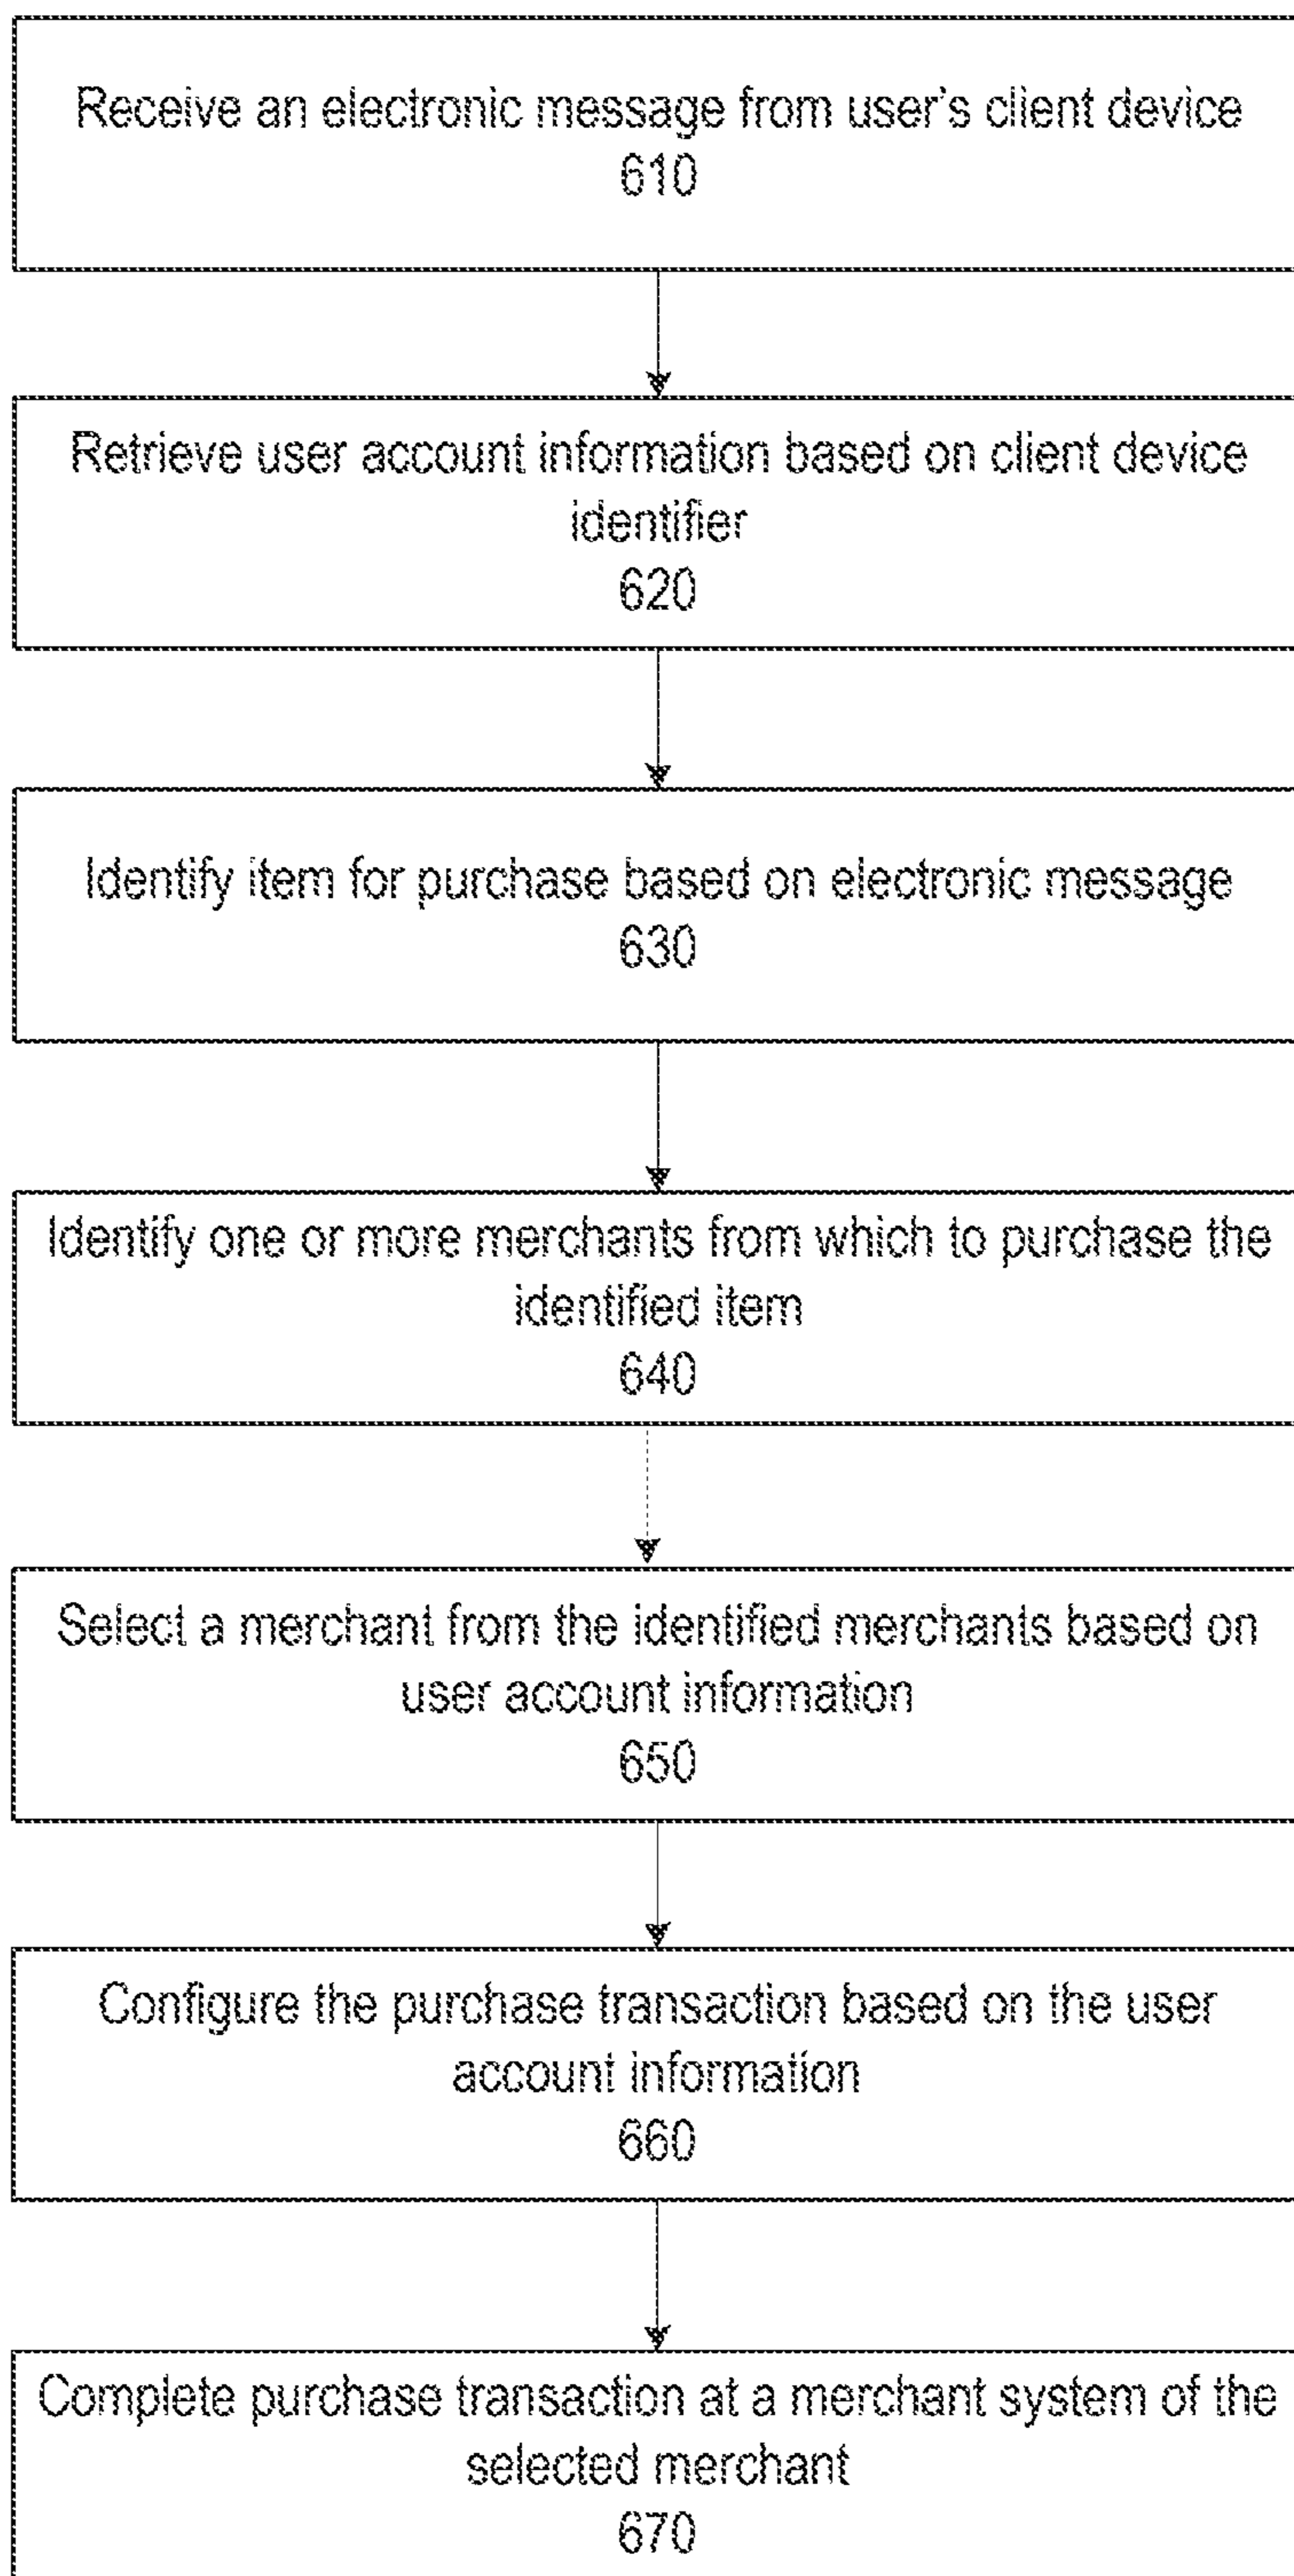 Receive an electronic message from user's client device
610
Retrieve user account information based on client device
identifier
620
Identify item for purchase based on electronic message
630
Identify one or more merchants from which to purchase the
identified item
640
Select a merchant from the identified merchants based on
user account information
650
Configure the purchase transaction based on the user
account information
660
Complete purchase transaction at a merchant system of the
selected merchant
670